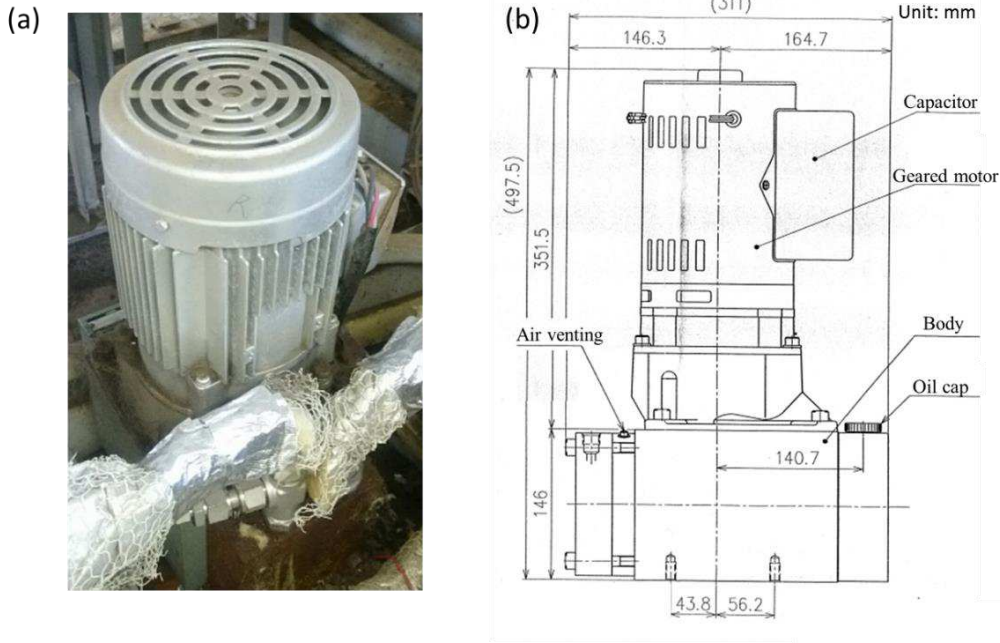 (a)
(b)
(311)
Unit: mm
146.3
164.7
Capacitor
Geared motor
(497.5)
351.5
Air venting
Body
Oil cap
140.7
146
43.8
56.2